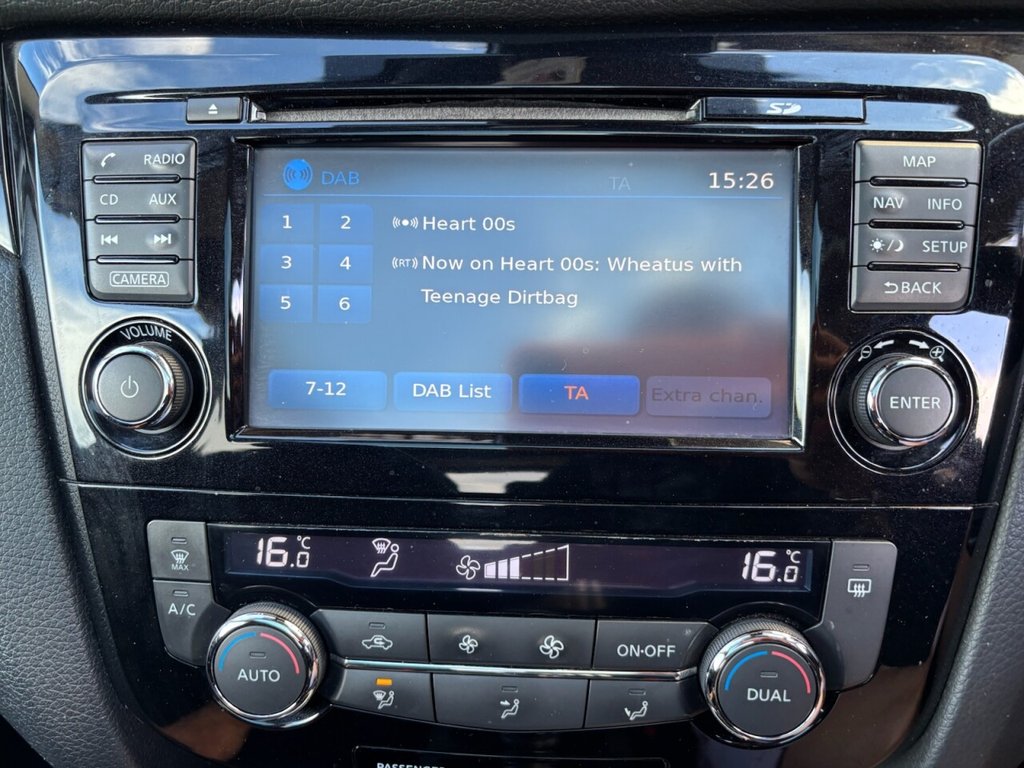 SD
RADIO
CD AUX
CAMERA
VOLUME
DAB TA 15:26
1 2 Heart 00s
3 4 (RT) Now on Heart 00s: Wheatus with
Teenage Dirtbag
5 6
7-12 DAB List TA Extra chan.
MAP
NAV INFO
SETUP
BACK
ENTER
MAX
A/C
16.0 °C
16.0 °C
AUTO
ON·OFF
DUAL
PASSENGER